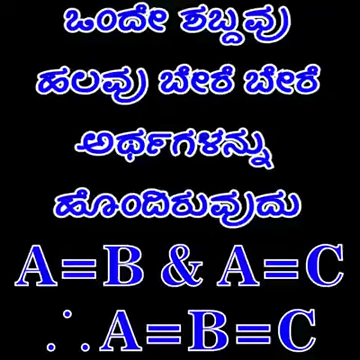 ಒಂದೇ ಶಬ್ದವು
ಹಲವು ಬೇರೆ ಬೇರೆ
ಅರ್ಥಗಳನ್ನು
ಹೊಂದಿರುವುದು
A=B & A=C
∴A=B=C